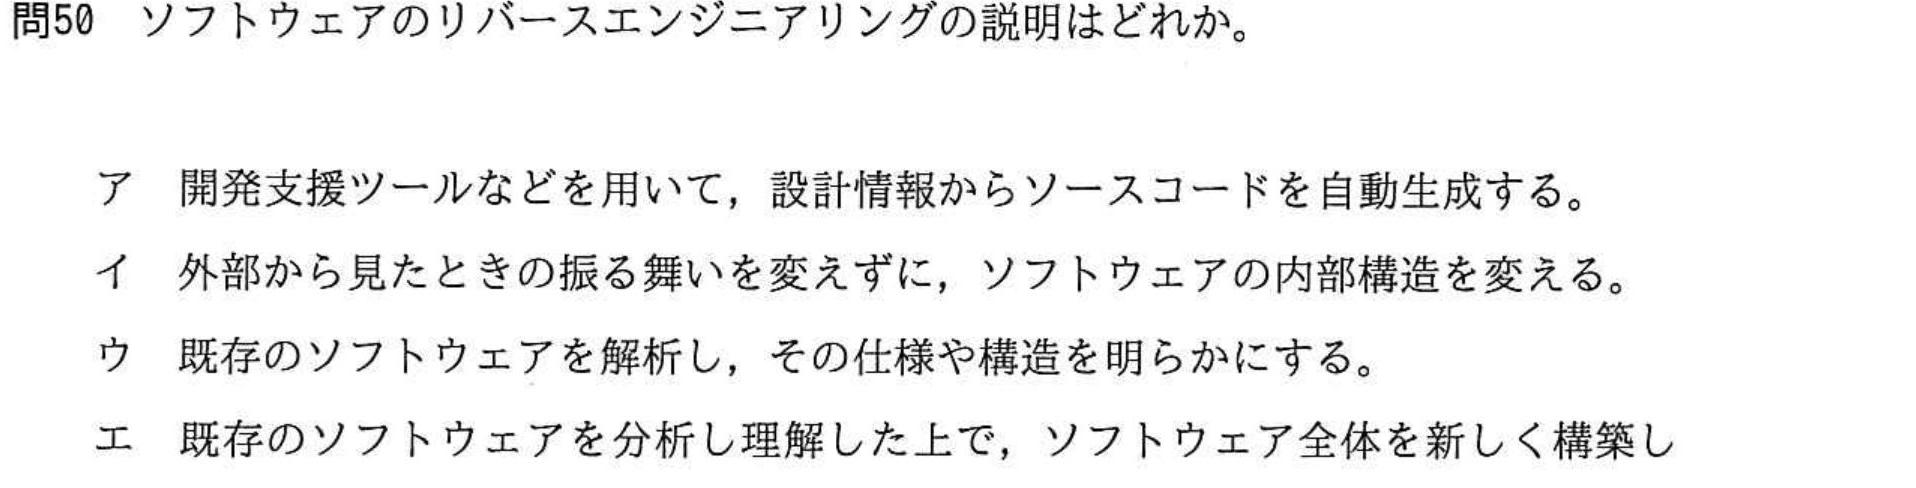 問50 ソフトウェアのリバースエンジニアリングの説明はどれか。
ア 開発支援ツールなどを用いて，設計情報からソースコードを自動生成する。
イ 外部から見たときの振る舞いを変えずに，ソフトウェアの内部構造を変える。
ウ 既存のソフトウェアを解析し，その仕様や構造を明らかにする。
エ 既存のソフトウェアを分析し理解した上で，ソフトウェア全体を新しく構築し